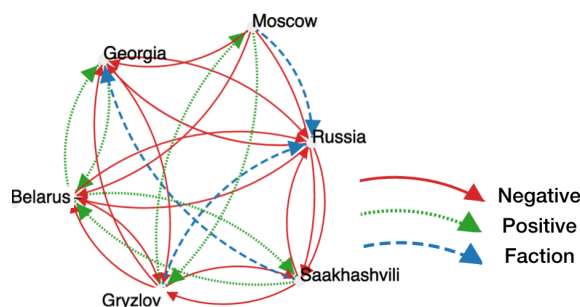 Moscow
Georgia
Russia
Belarus
Negative
Positive
Faction
Saakhashvili
Gryzlov